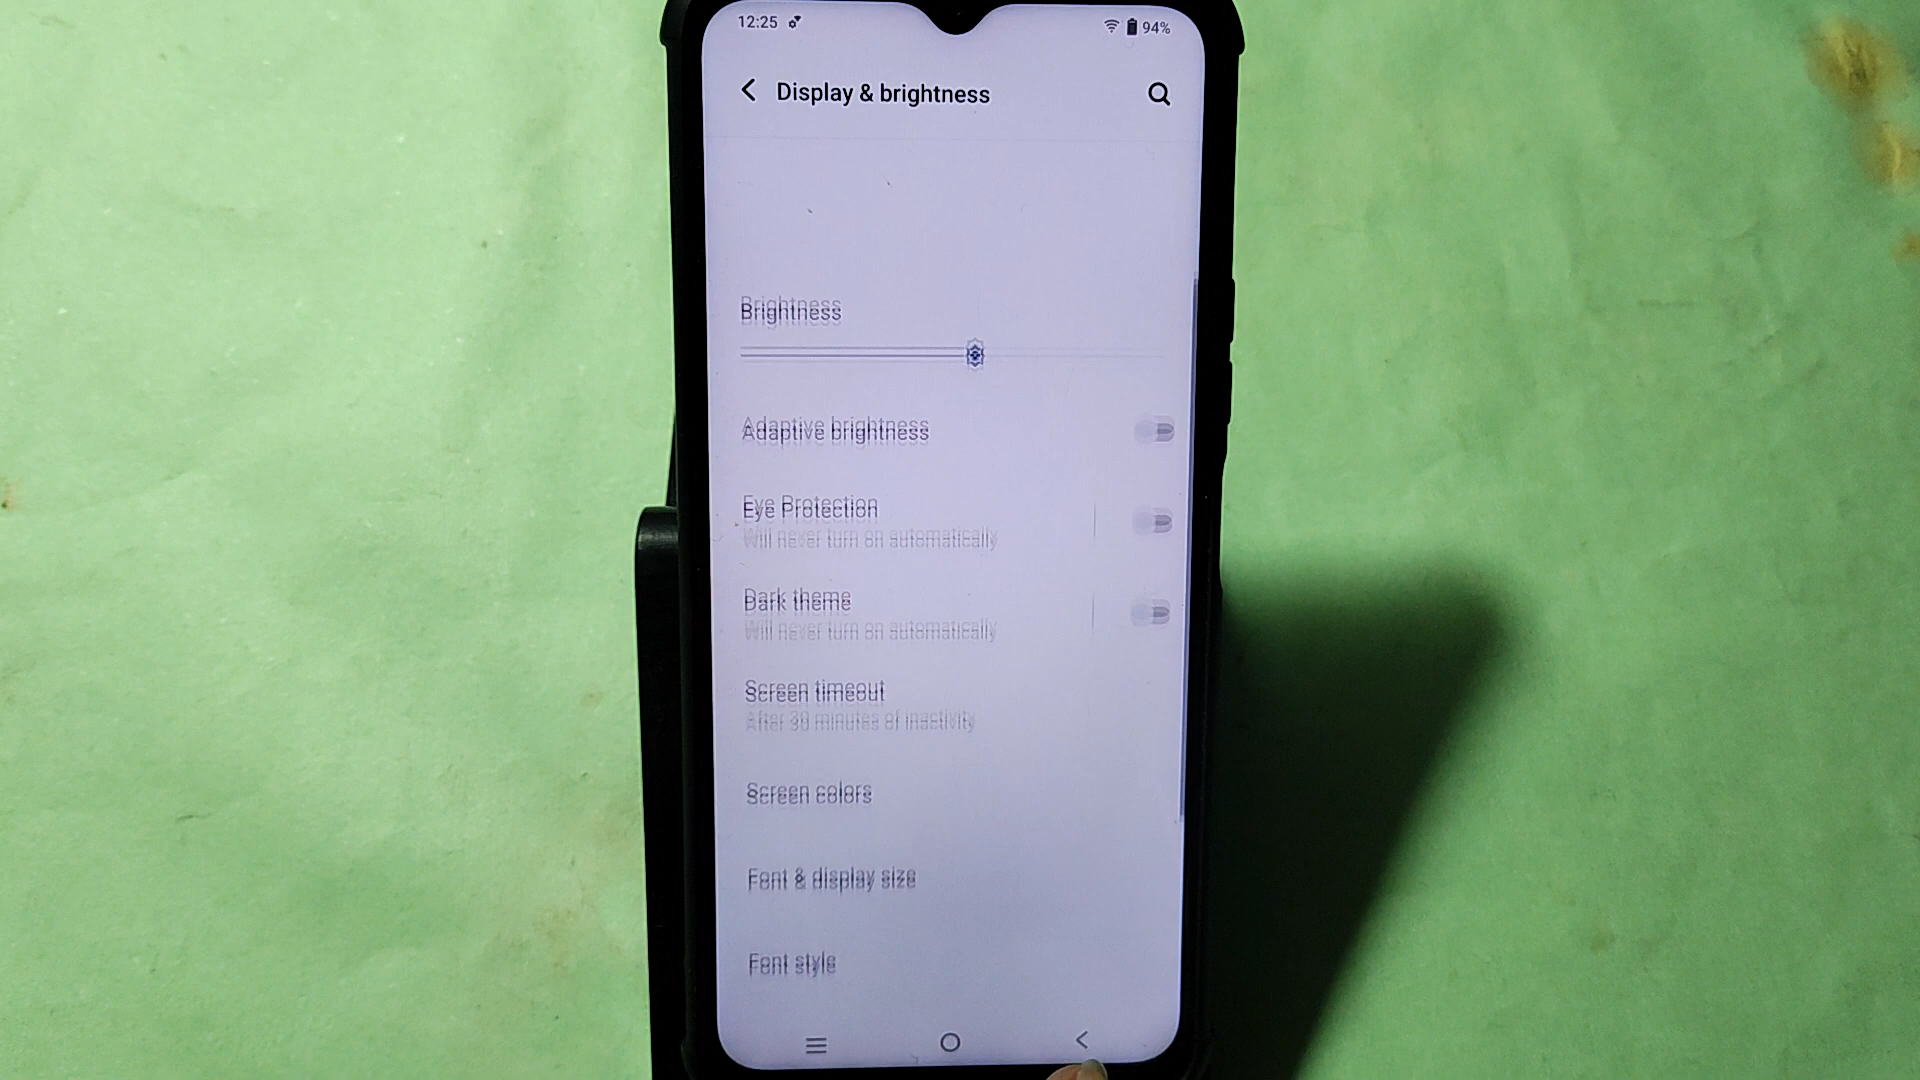 12:25 94%
Display & brightness
Brightness
Adaptive brightness
Eye Protection
Will never turn on automatically
Dark theme
Will never turn on automatically
Screen timeout
After 30 minutes of inactivity
Screen colors
Font & display size
Font style